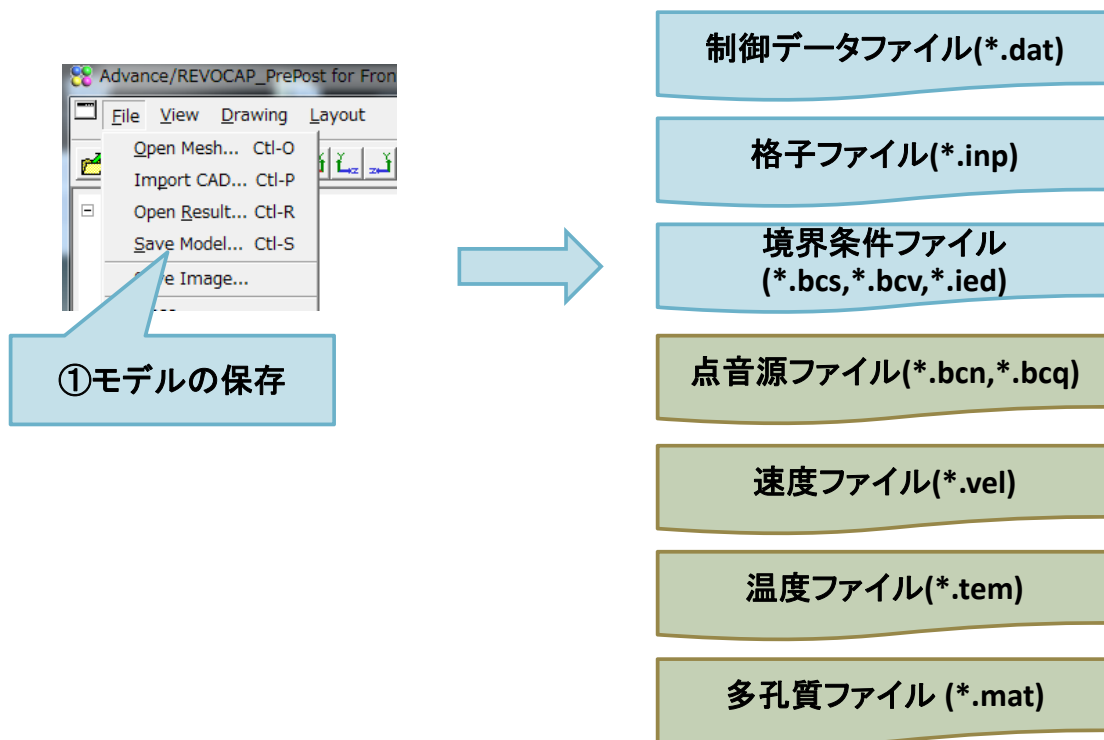 Advance/REVOCAP_PrePost for Fron
File View Drawing Layout
Open Mesh... Ctl-O
Import CAD... Ctl-P
Open Result... Ctl-R
Save Model... Ctl-S
Image...
①モデルの保存
制御データファイル(*.dat)
格子ファイル(*.inp)
境界条件ファイル
(*.bcs,*.bcv,*.ied)
点音源ファイル(*.bcn,*.bcq)
速度ファイル(*.vel)
温度ファイル(*.tem)
多孔質ファイル (*.mat)